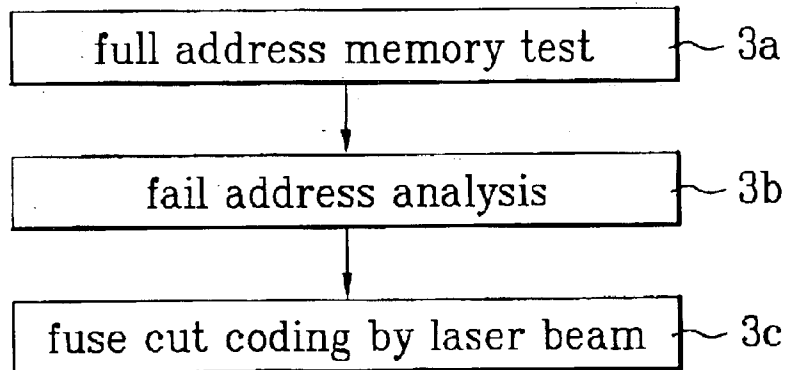 full address memory test 3a
fail address analysis 3b
fuse cut coding by laser beam 3c